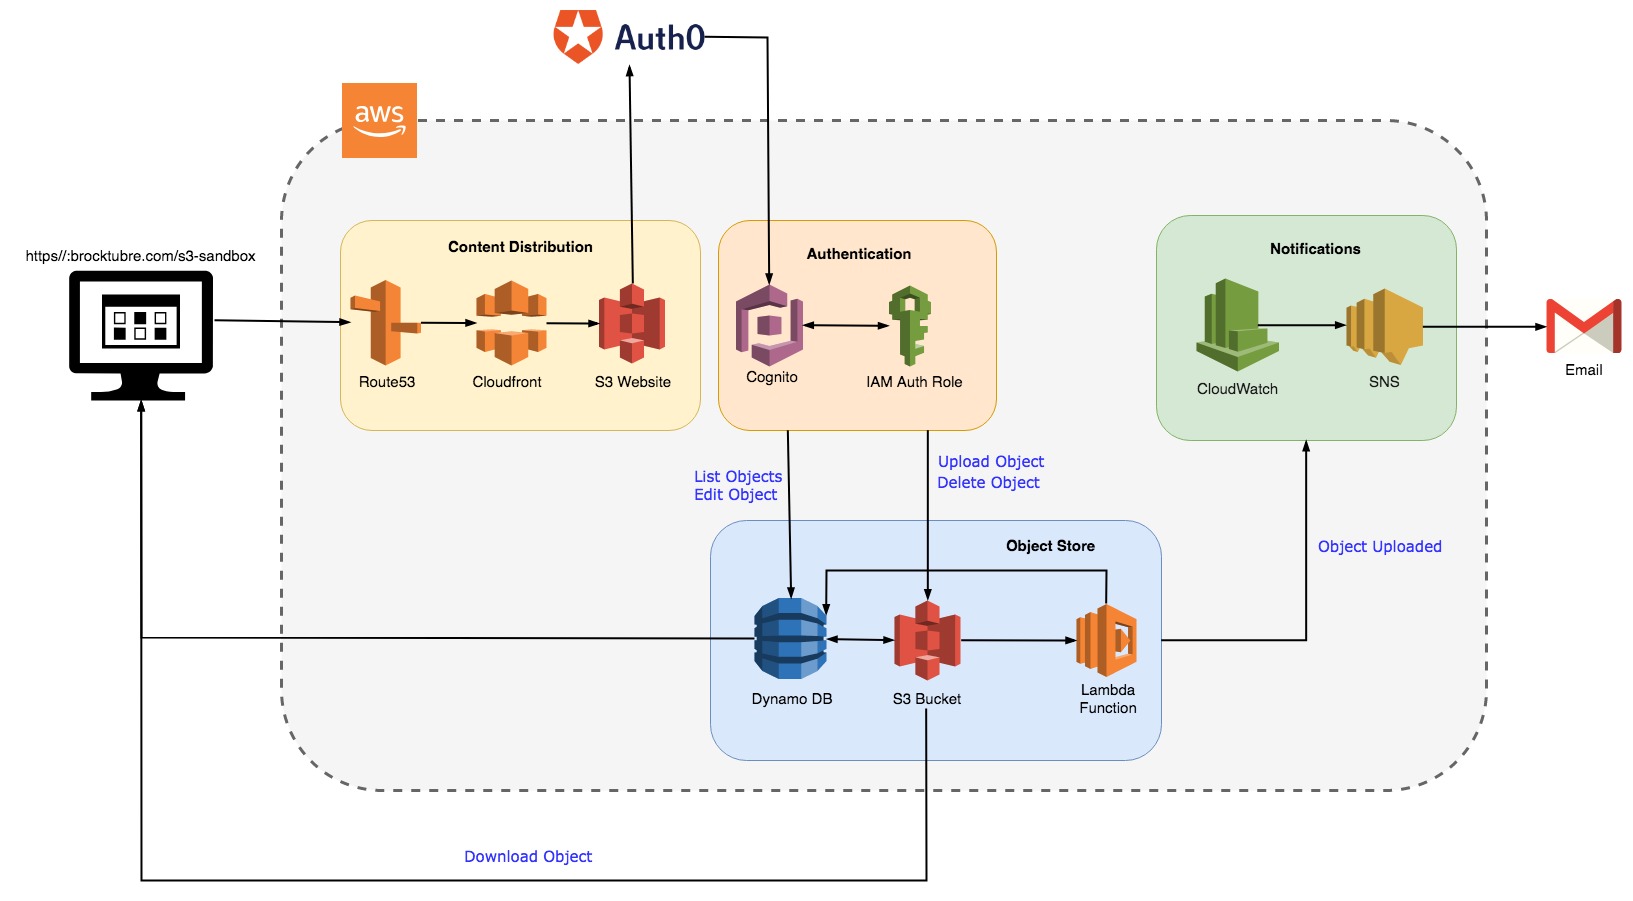 Auth0
aws
https//:brocktubre.com/s3-sandbox
Content Distribution
Route53
Cloudfront
S3 Website
Authentication
Cognito
IAM Auth Role
Notifications
CloudWatch
SNS
Email
List Objects
Edit Object
Upload Object
Delete Object
Object Uploaded
Object Store
Dynamo DB
S3 Bucket
Lambda
Function
Download Object